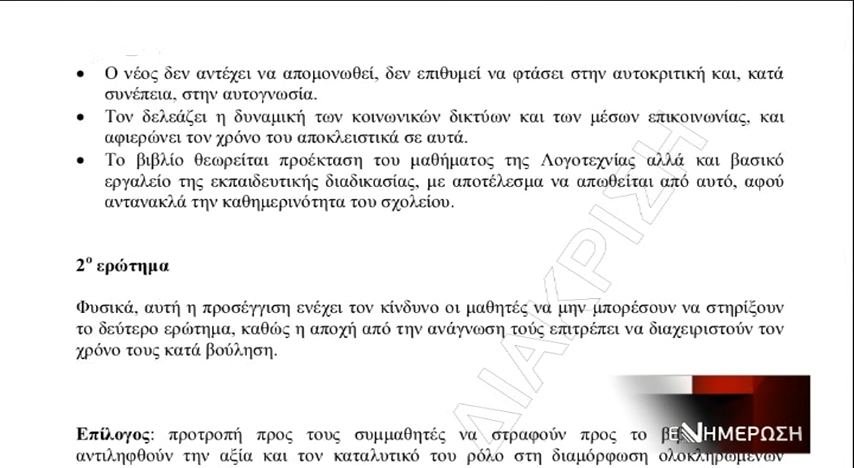 • Ο νέος δεν αντέχει να απομονωθεί, δεν επιθυμεί να φτάσει στην αυτοκριτική και, κατά
συνέπεια, στην αυτογνωσία.
• Τον δελεάζει η δυναμική των κοινωνικών δικτύων και των μέσων επικοινωνίας, και
αφιερώνει τον χρόνο του αποκλειστικά σε αυτά.
• Το βιβλίο θεωρείται προέκταση του μαθήματος της Λογοτεχνίας αλλά και βασικό
εργαλείο της εκπαιδευτικής διαδικασίας, με αποτέλεσμα να απωθείται από αυτό, αφού
αντανακλά την καθημερινότητα του σχολείου.
2ο ερώτημα
Φυσικά, αυτή η προσέγγιση ενέχει τον κίνδυνο οι μαθητές να μην μπορέσουν να στηρίξουν
το δεύτερο ερώτημα, καθώς η αποχή από την ανάγνωση τούς επιτρέπει να διαχειριστούν τον
χρόνο τους κατά βούληση.
Επίλογος: προτροπή προς τους συμμαθητές να στραφούν προς το
αντιληφθούν την αξία και τον καταλυτικό του ρόλο στη διαμόρφωση ολοκληρωμένων
ΔΙΑΚΡΙΣΗ
ΕΝΗΜΕΡΩΣΗ